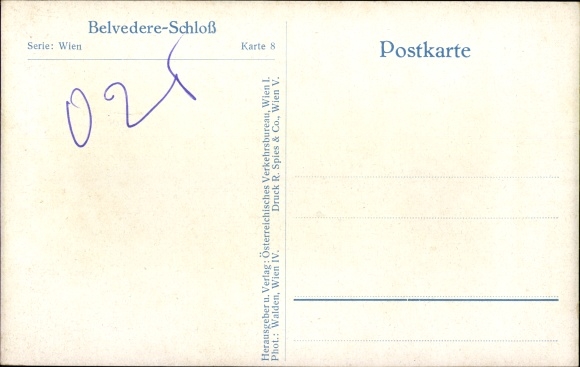 Belvedere-Schloß
Serie: Wien
Karte 8
Postkarte
Herausgeber u. Verlag: Österreichisches Verkehrsbureau, Wien I.
Phot.: Walden, Wien IV. Druck R. Spies & Co., Wien V.